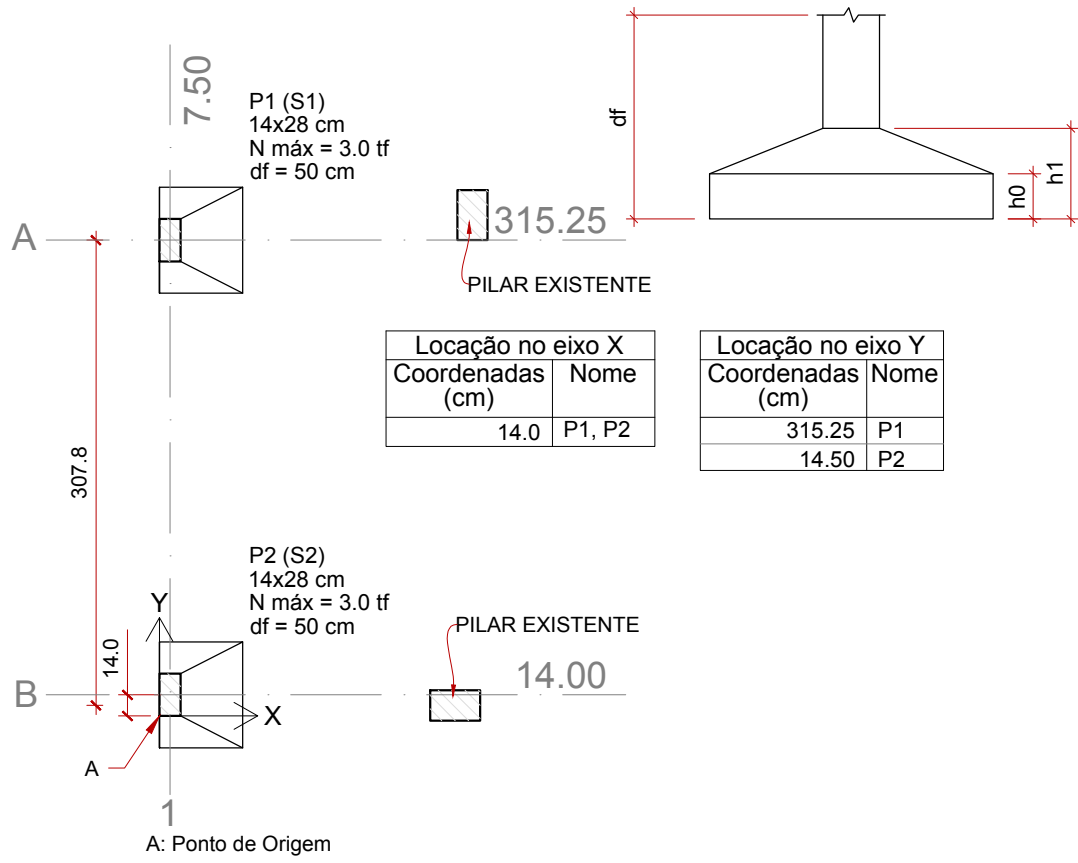 7.50
P1 (S1)
14x28 cm
N máx = 3.0 tf
df = 50 cm
df
h0
h1
A
315.25
PILAR EXISTENTE
Locação no eixo X
Coordenadas (cm) Nome
14.0 P1, P2
Locação no eixo Y
Coordenadas (cm) Nome
315.25 P1
14.50 P2
307.8
P2 (S2)
14x28 cm
N máx = 3.0 tf
df = 50 cm
Y
14.0
PILAR EXISTENTE
B
14.00
X
A
1
A: Ponto de Origem